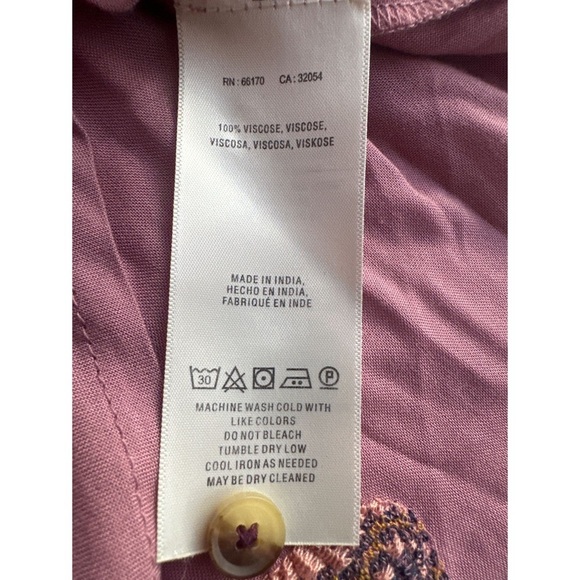 RN : 66170 CA : 32054
100% VISCOSE, VISCOSE,
VISCOSA, VISCOSA, VISKOSE
MADE IN INDIA,
HECHO EN INDIA,
FABRIQUÉ EN INDE
30 P
MACHINE WASH COLD WITH
LIKE COLORS
DO NOT BLEACH
TUMBLE DRY LOW
COOL IRON AS NEEDED
MAY BE DRY CLEANED